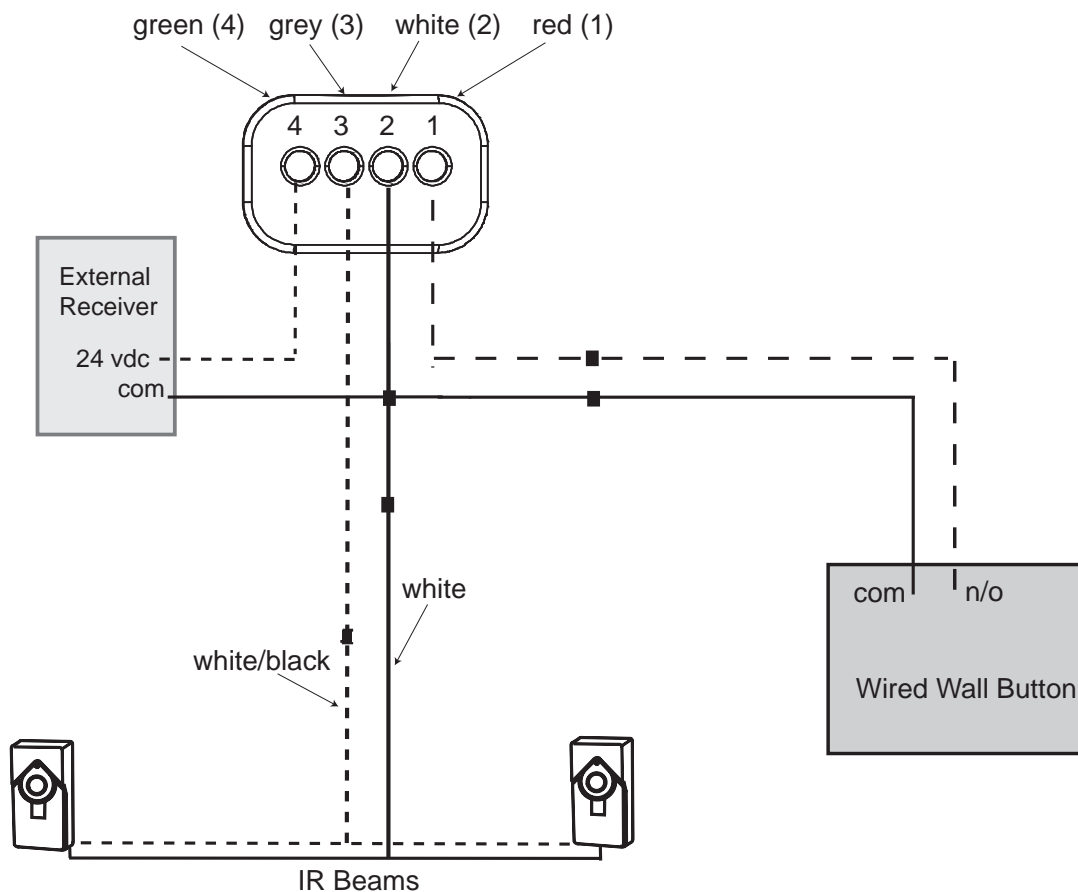 green (4) grey (3) white (2) red (1)
4 3 2 1
External
Receiver
24 vdc
com
white
com n/o
white/black
Wired Wall Button
IR Beams